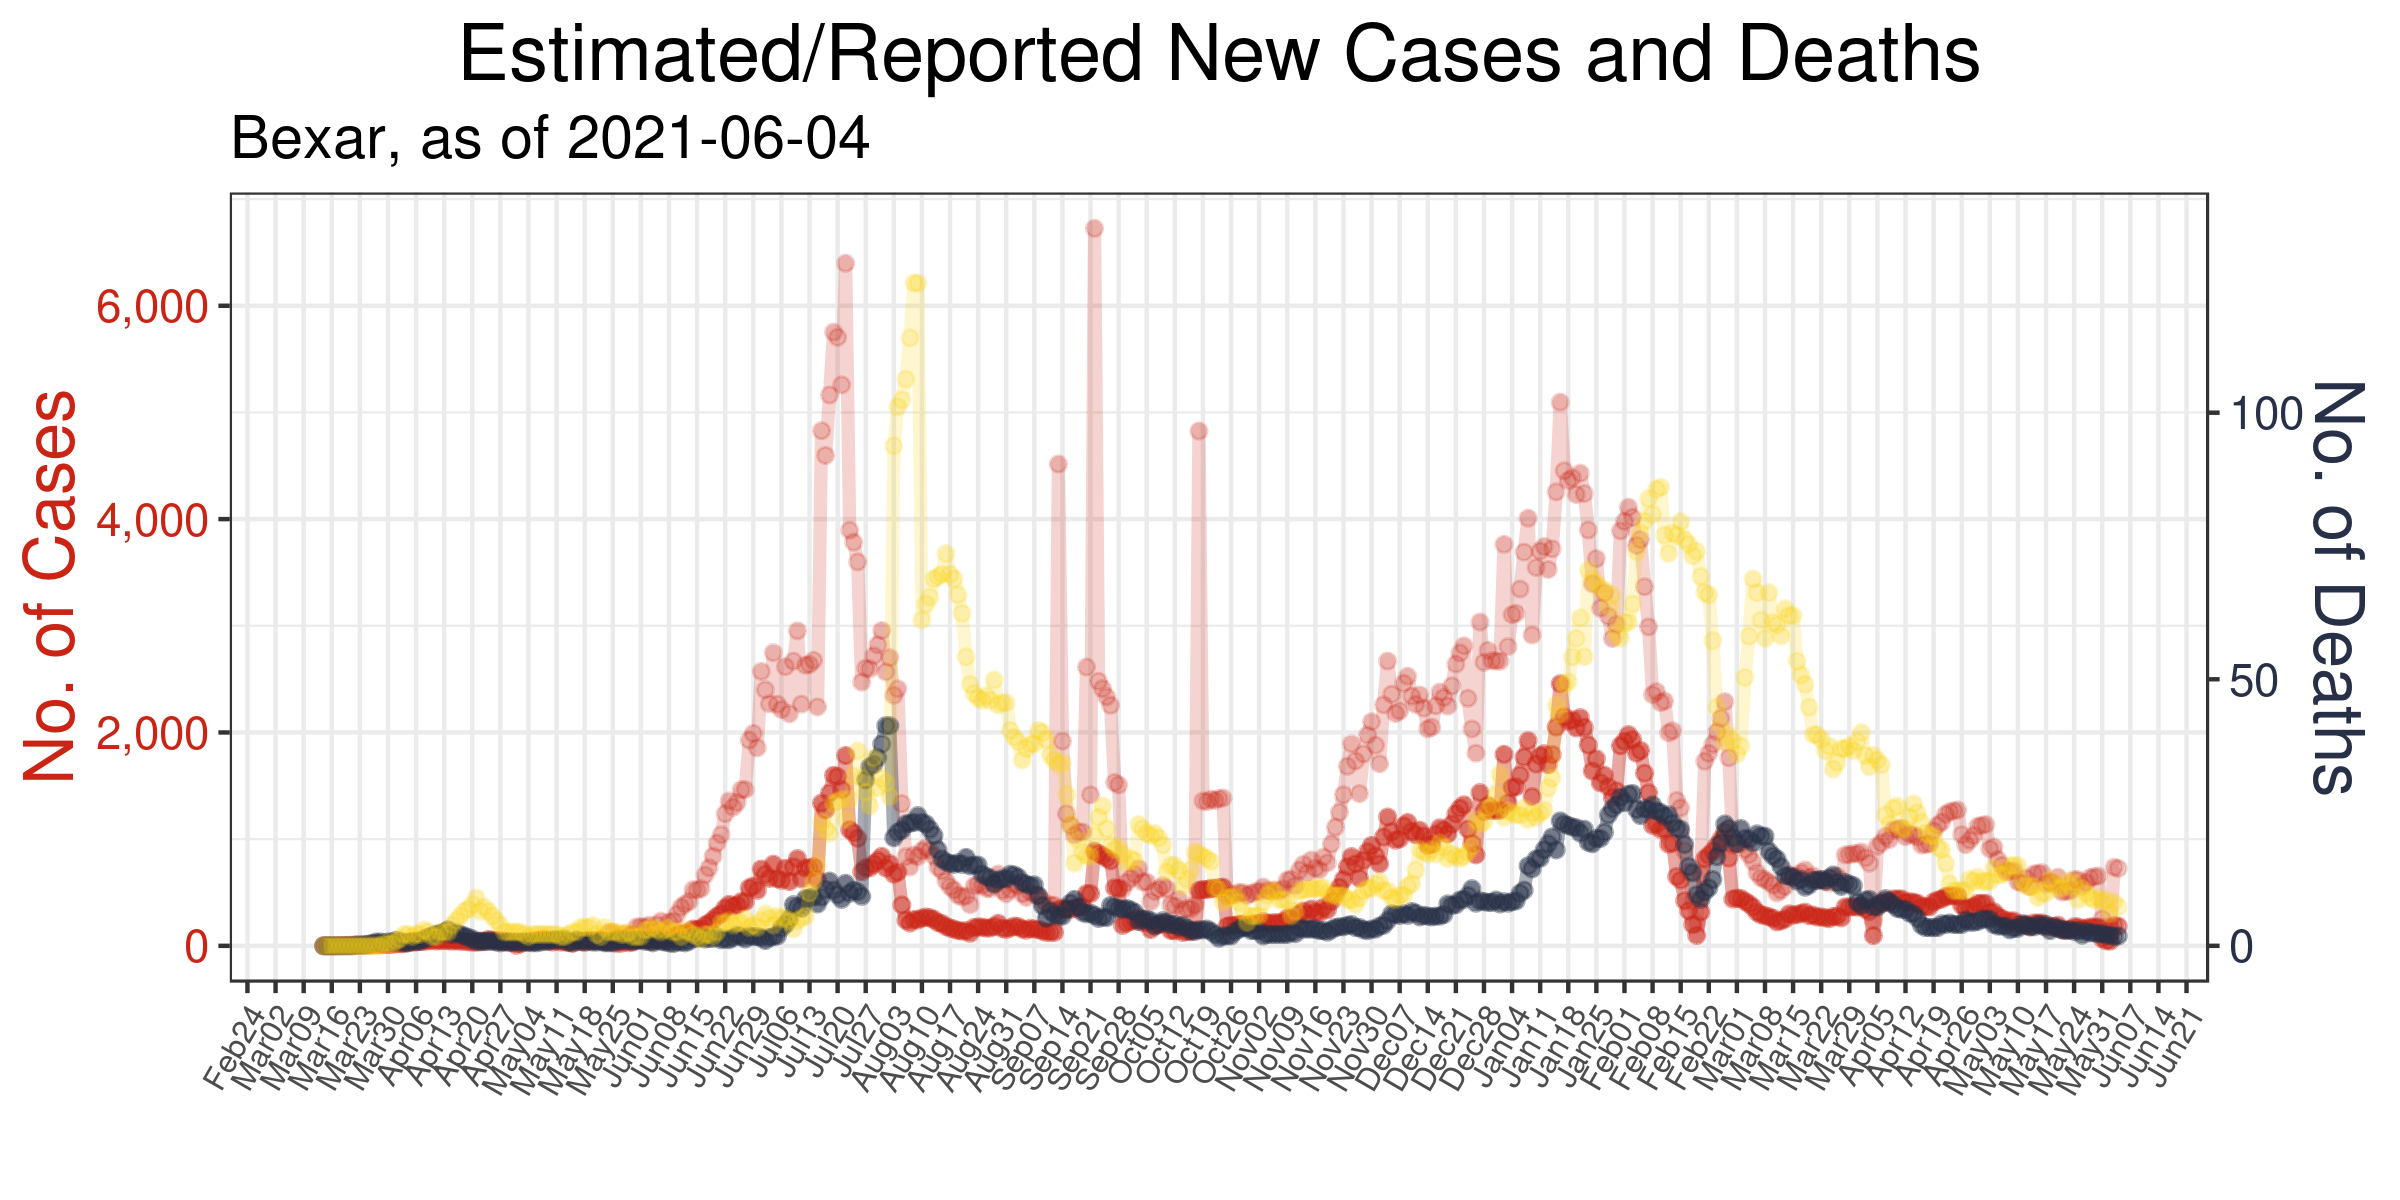 Estimated/Reported New Cases and Deaths
Bexar, as of 2021-06-04
No. of Cases
6,000
4,000
2,000
0
100
50
0
No. of Deaths
Feb24
Mar02
Mar09
Mar16
Mar23
Mar30
Apr06
Apr13
Apr20
Apr27
May04
May11
May18
May25
Jun01
Jun08
Jun15
Jun22
Jun29
Jul06
Jul13
Jul20
Jul27
Aug03
Aug10
Aug17
Aug24
Aug31
Sep07
Sep14
Sep21
Sep28
Oct05
Oct12
Oct19
Oct26
Nov02
Nov09
Nov16
Nov23
Nov30
Dec07
Dec14
Dec21
Dec28
Jan04
Jan11
Jan18
Jan25
Feb01
Feb08
Feb15
Feb22
Mar01
Mar08
Mar15
Mar22
Mar29
Apr05
Apr12
Apr19
Apr26
May03
May10
May17
May24
May31
Jun07
Jun14
Jun21